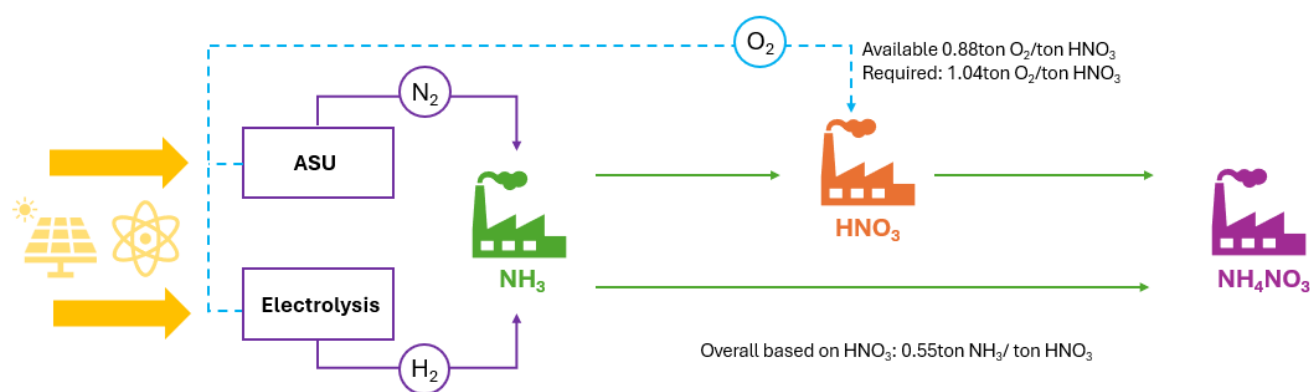 O₂
Available 0.88ton O₂/ton HNO₃
Required: 1.04ton O₂/ton HNO₃
N₂
ASU
HNO₃
NH₃
NH₄NO₃
Electrolysis
Overall based on HNO₃: 0.55ton NH₃/ ton HNO₃
H₂